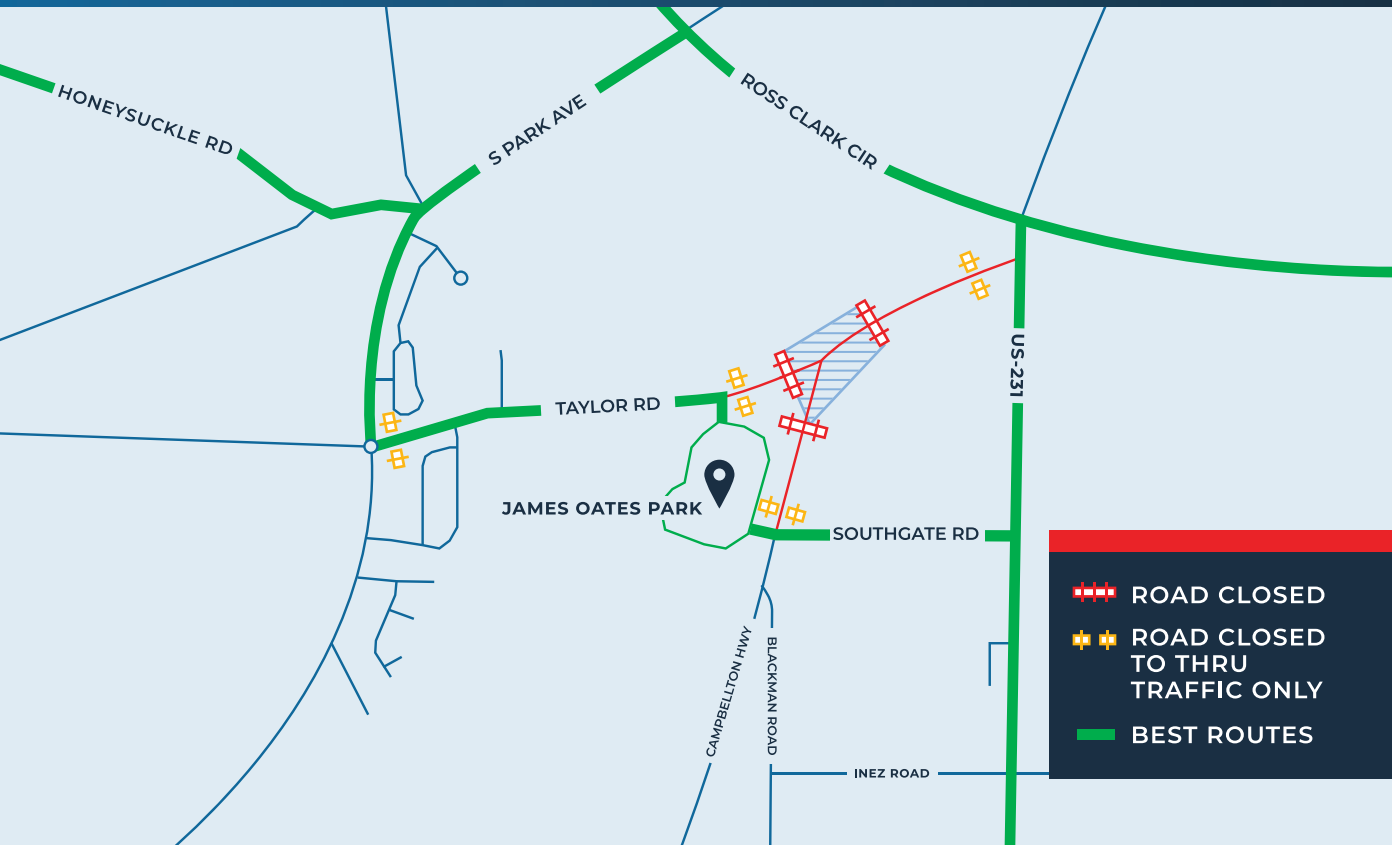 HONEYSUCKLE RD
S PARK AVE
ROSS CLARK CIR
US-231
TAYLOR RD
JAMES OATES PARK
SOUTHGATE RD
CAMPBELLTON HWY
BLACKMAN ROAD
INEZ ROAD
ROAD CLOSED
ROAD CLOSED
TO THRU
TRAFFIC ONLY
BEST ROUTES